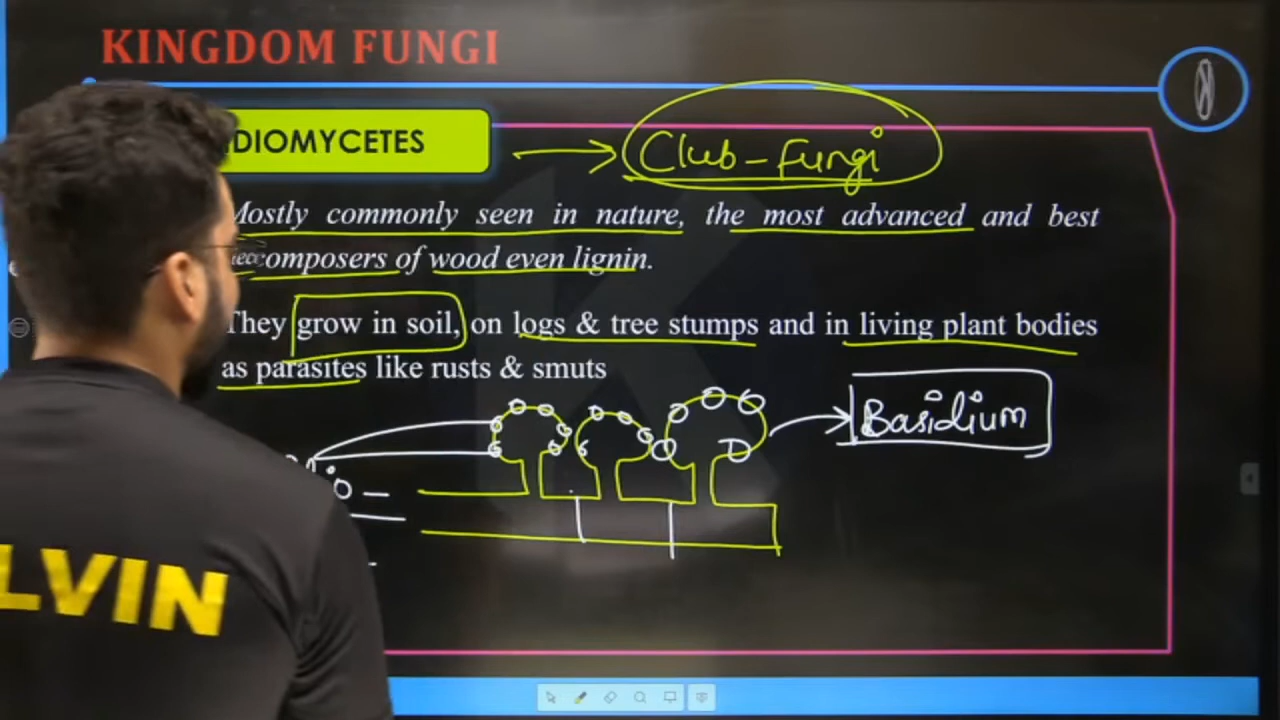 KINGDOM FUNGI
DIOMYCETES
Club - Fungi
Mostly commonly seen in nature, the most advanced and best
composers of wood even lignin.
They grow in soil, on logs & tree stumps and in living plant bodies
as parasites like rusts & smuts
Basidium
LVIN